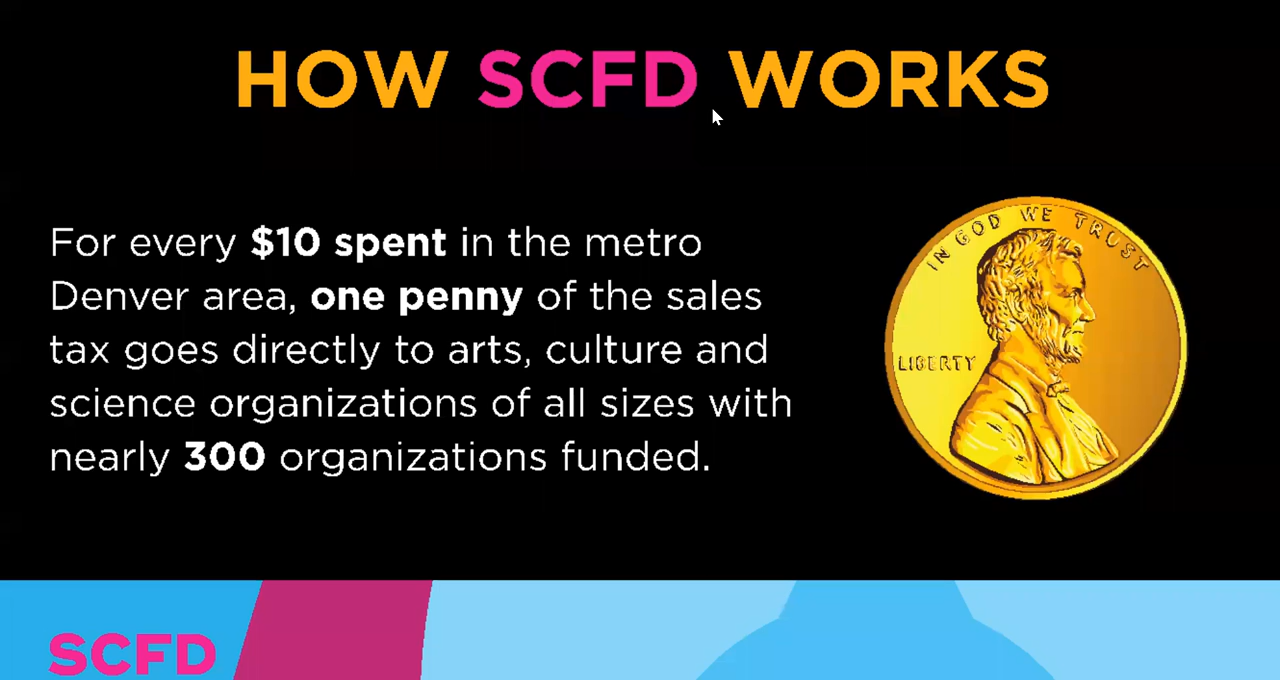 HOW SCFD WORKS
For every $10 spent in the metro
Denver area, one penny of the sales
tax goes directly to arts, culture and
science organizations of all sizes with
nearly 300 organizations funded.
IN GOD WE TRUST
LIBERTY
SCFD